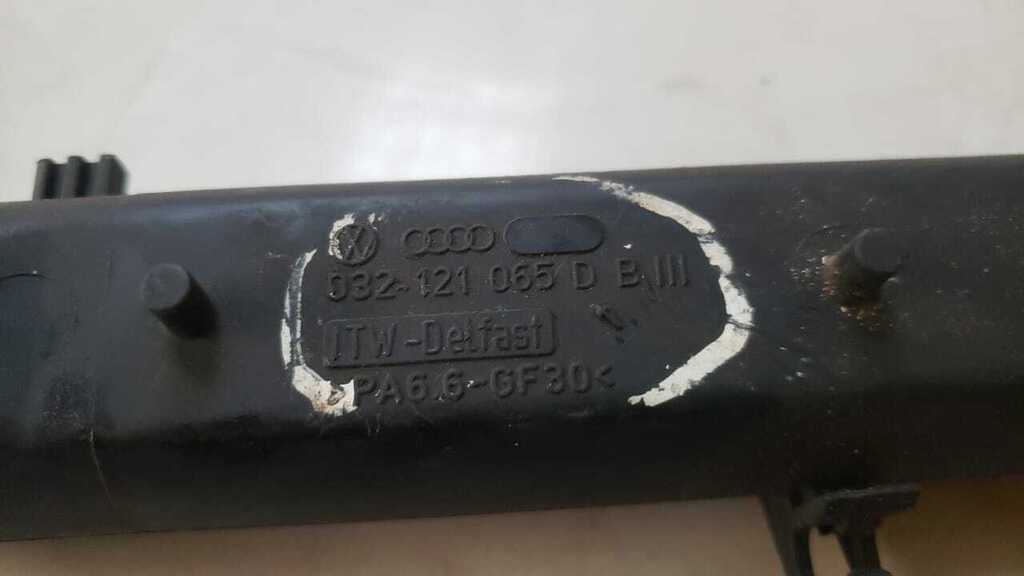 032 121 065 D B III
ITW-Delfast
>PA6.6-GF30<